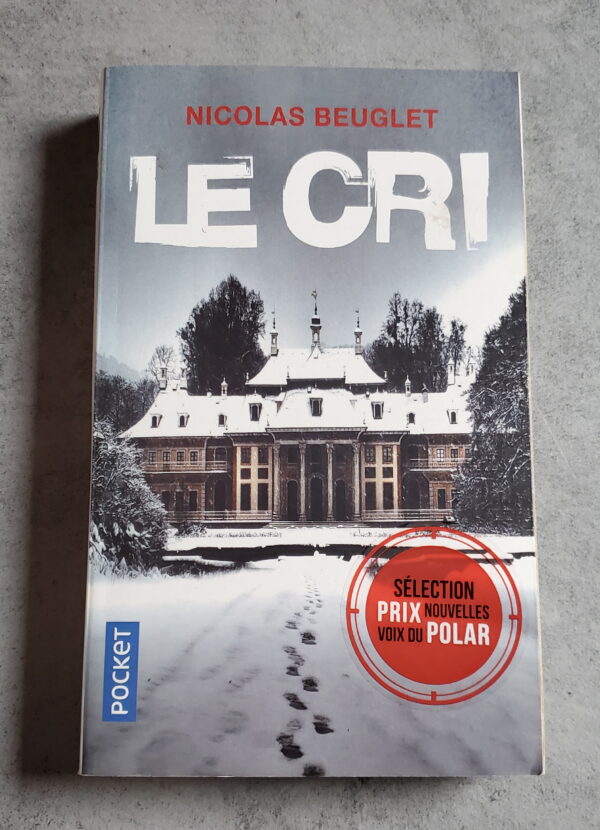 NICOLAS BEUGLET
LE CRI
SÉLECTION
PRIX NOUVELLES
VOIX DU POLAR
POCKET